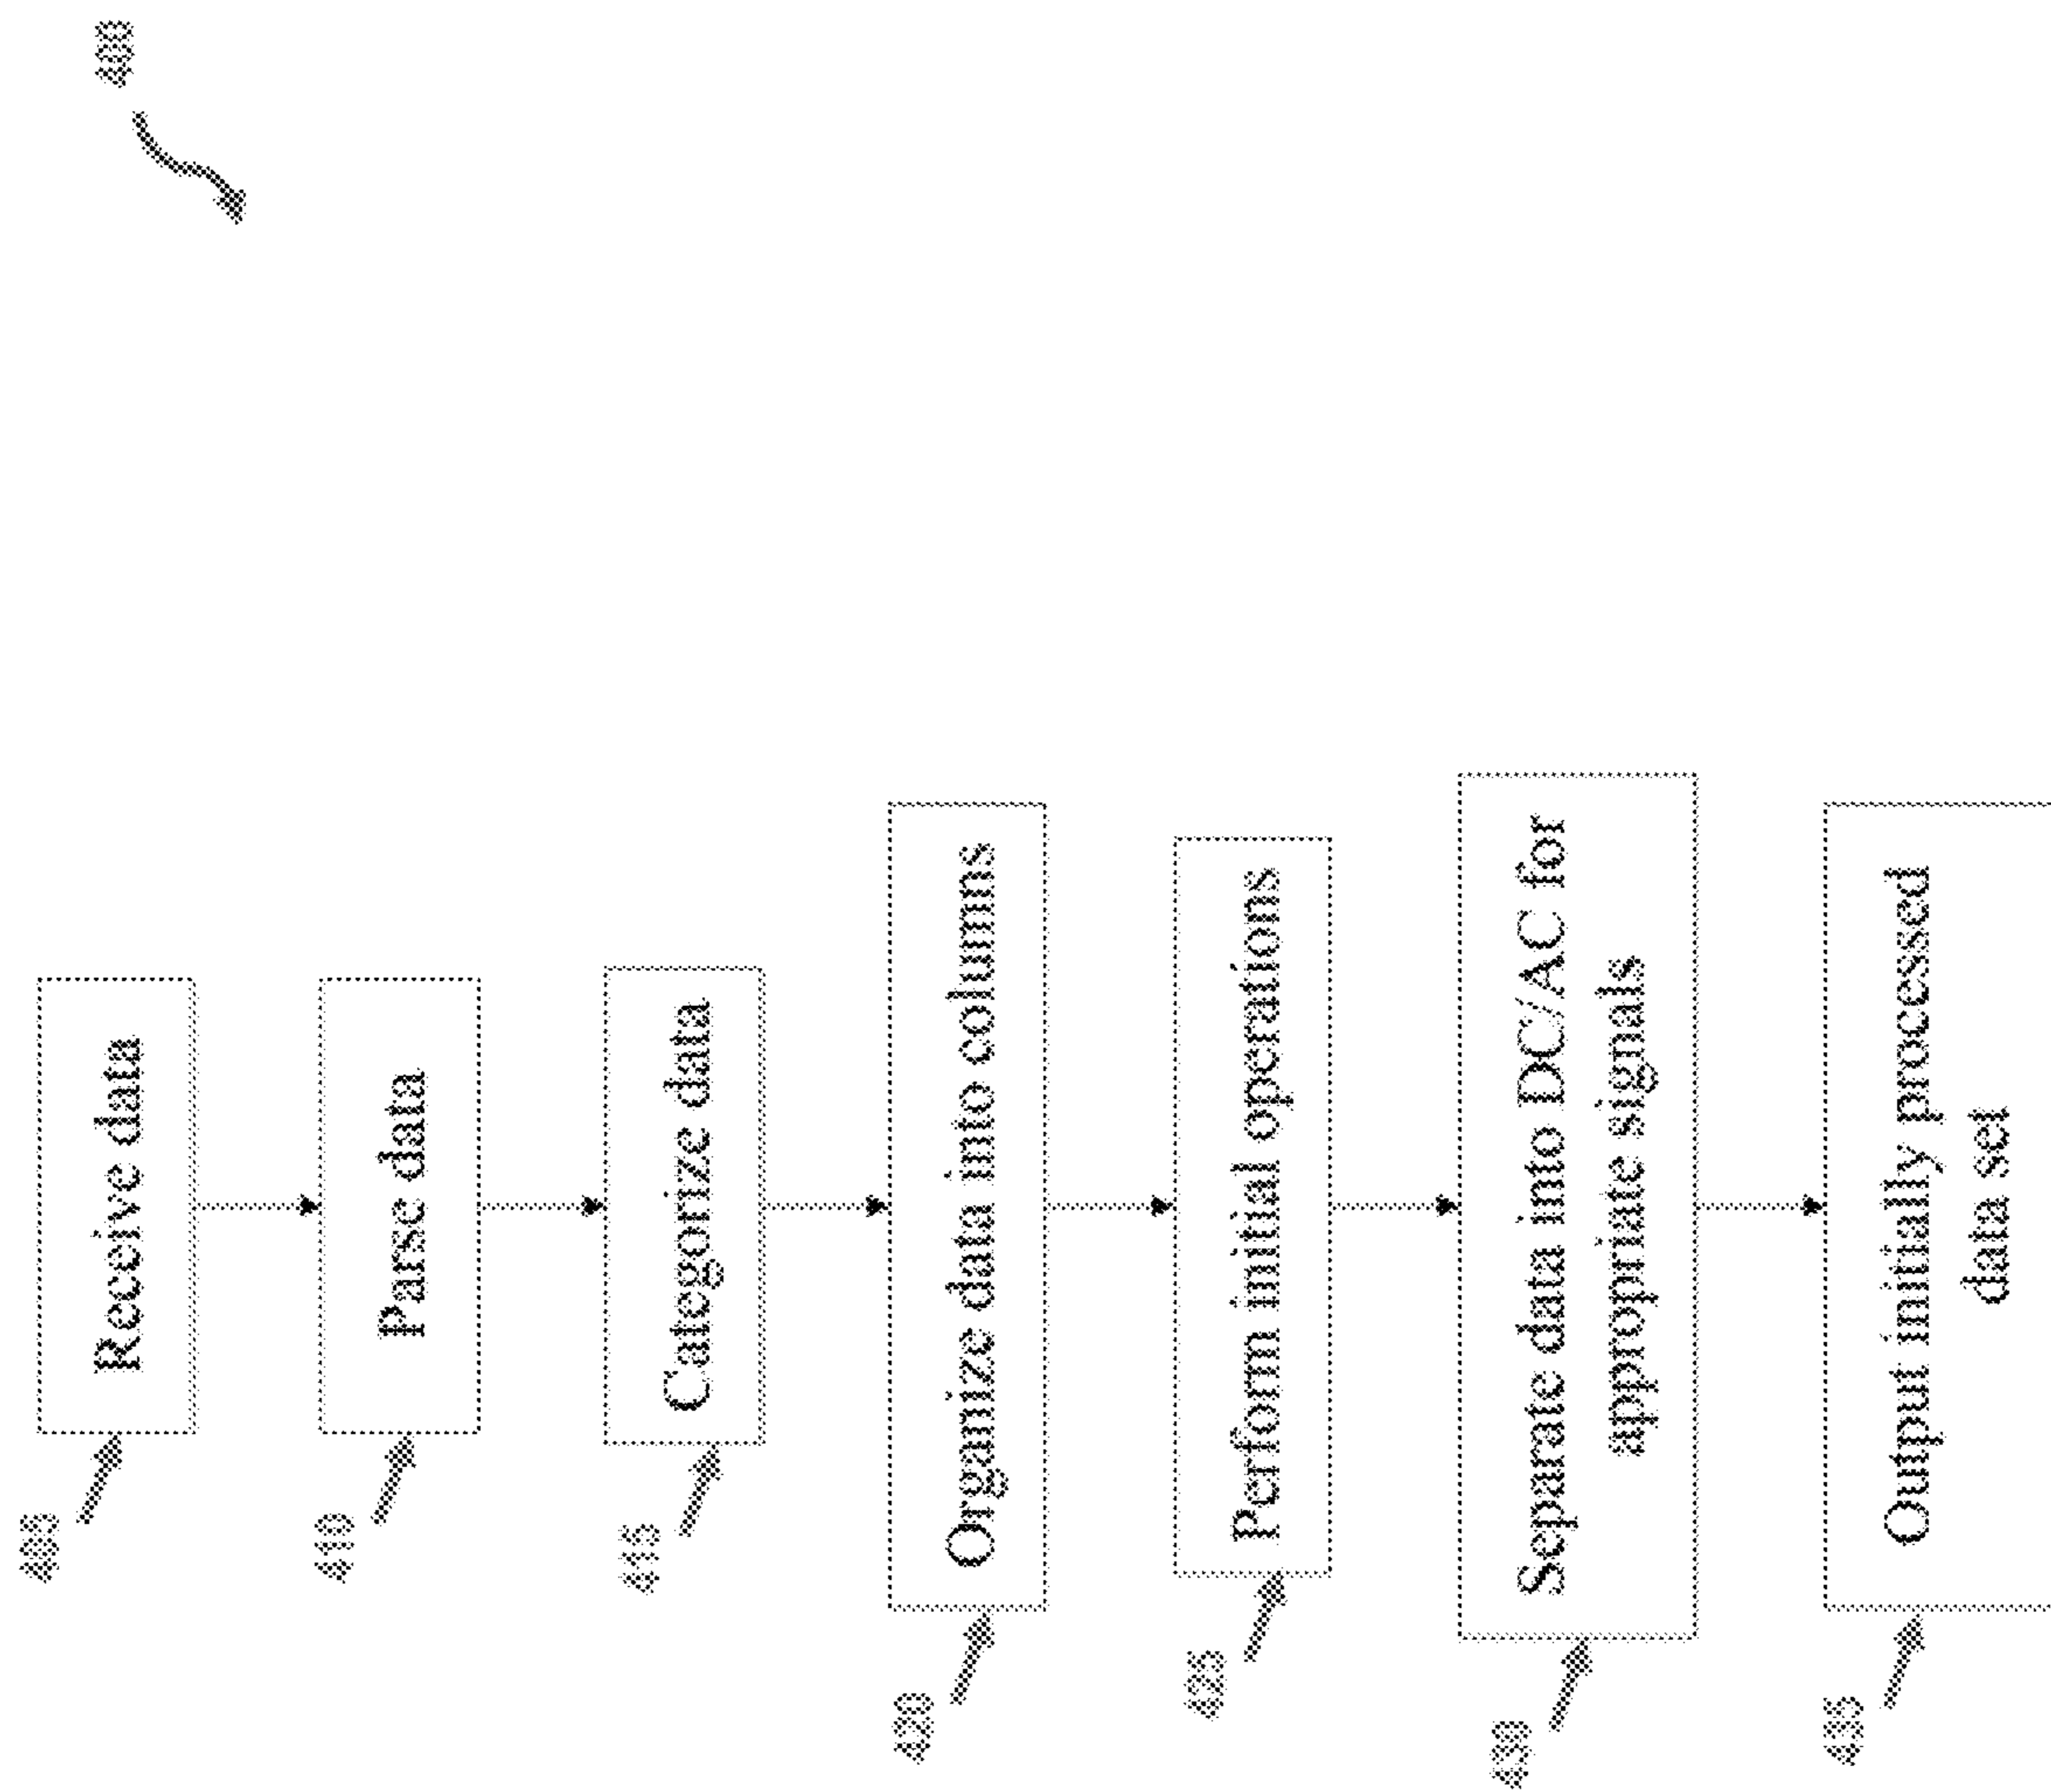 400
405
Receive data
410
Parse data
415
Categorize data
420
Organize data into columns
425
Perform initial operations
430
Separate data into DC/AC for
appropriate signals
435
Output initially processed
data set